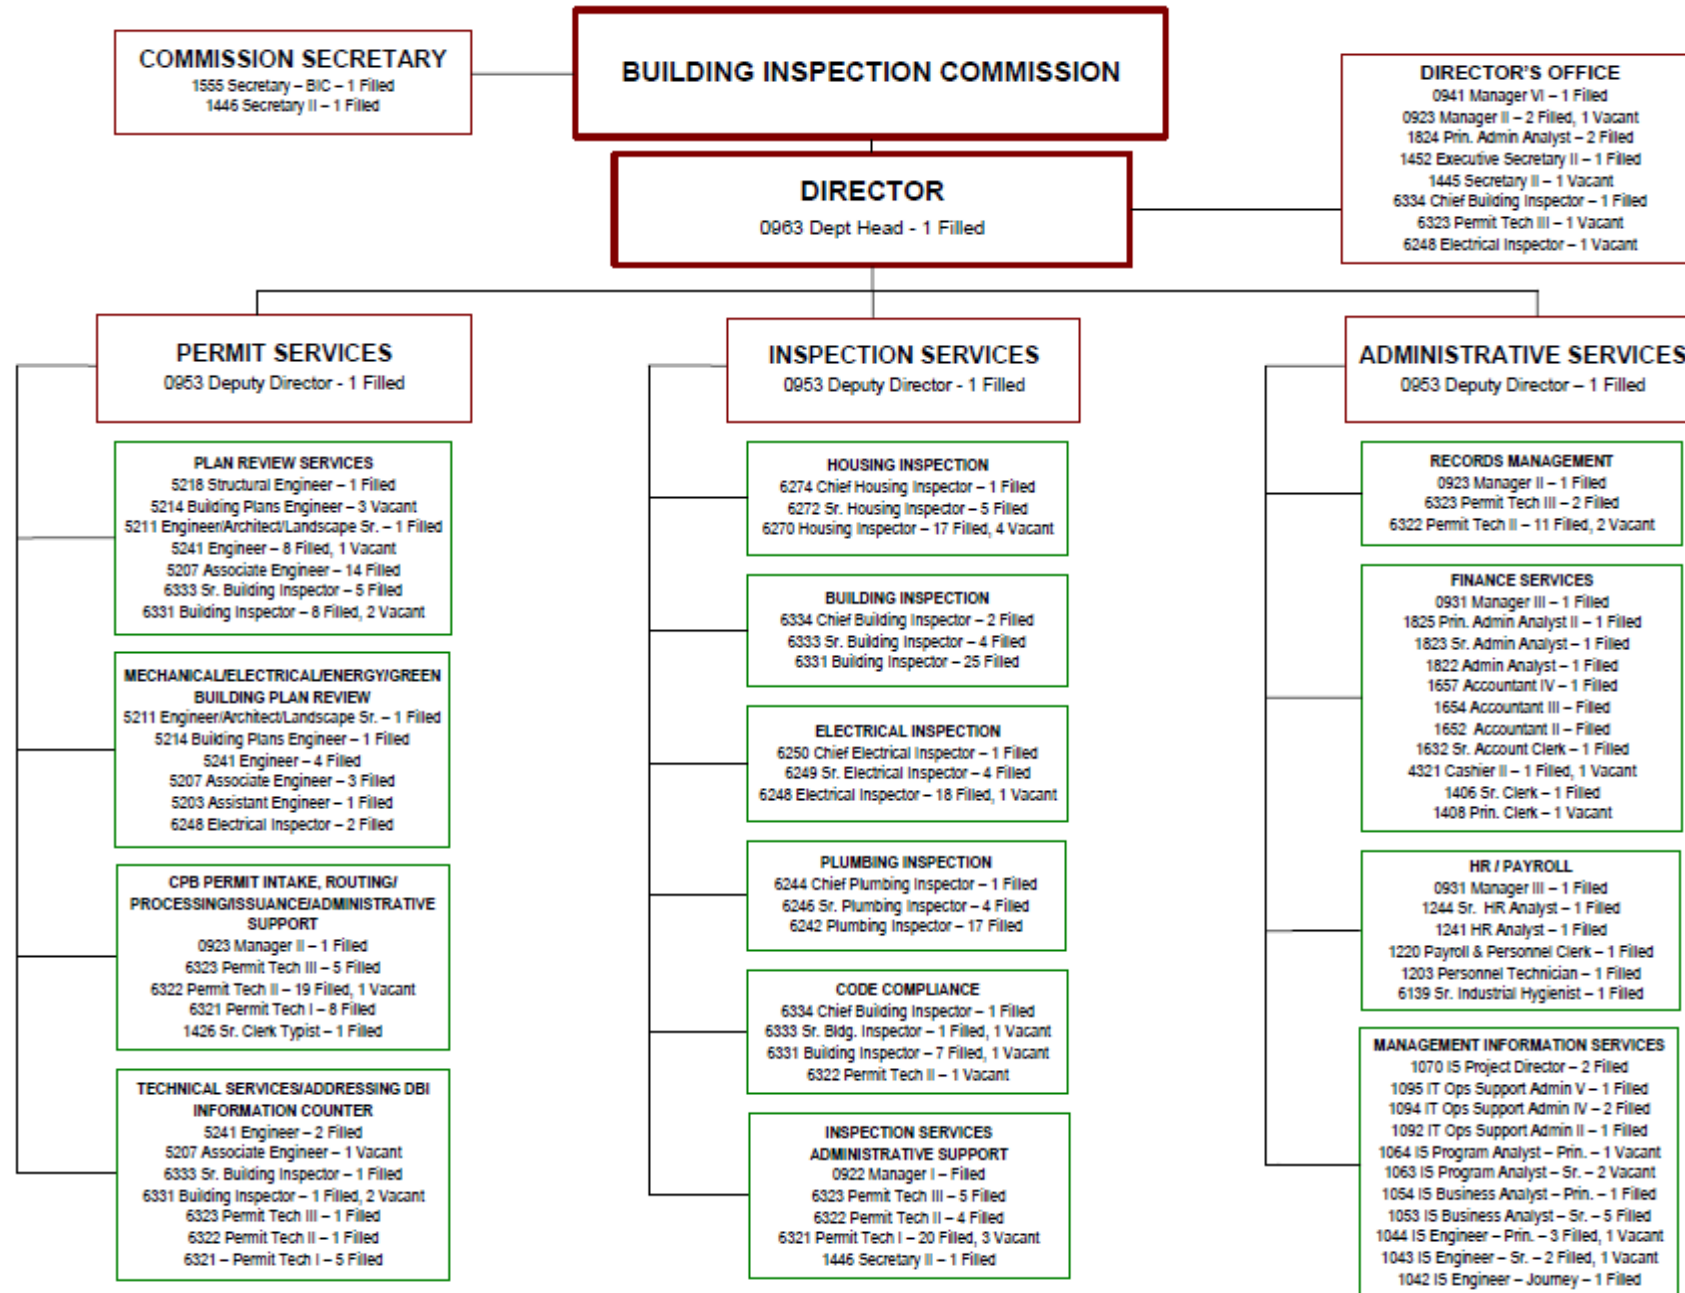 COMMISSION SECRETARY
1555 Secretary – BIC – 1 Filled
1446 Secretary II – 1 Filled
BUILDING INSPECTION COMMISSION
DIRECTOR'S OFFICE
0941 Manager VI – 1 Filled
0923 Manager II – 2 Filled, 1 Vacant
1824 Prin. Admin Analyst – 2 Filled
1452 Executive Secretary II – 1 Filled
1445 Secretary II – 1 Vacant
6334 Chief Building Inspector – 1 Filled
6323 Permit Tech III – 1 Vacant
6248 Electrical Inspector – 1 Vacant
DIRECTOR
0963 Dept Head - 1 Filled
PERMIT SERVICES
0953 Deputy Director - 1 Filled
PLAN REVIEW SERVICES
5218 Structural Engineer – 1 Filled
5214 Building Plans Engineer – 3 Vacant
5211 Engineer/Architect/Landscape Sr. – 1 Filled
5241 Engineer – 8 Filled, 1 Vacant
5207 Associate Engineer – 14 Filled
6333 Sr. Building Inspector – 5 Filled
6331 Building Inspector – 8 Filled, 2 Vacant
MECHANICAL/ELECTRICAL/ENERGY/GREEN
BUILDING PLAN REVIEW
5211 Engineer/Architect/Landscape Sr. – 1 Filled
5214 Building Plans Engineer – 1 Filled
5241 Engineer – 4 Filled
5207 Associate Engineer – 3 Filled
5203 Assistant Engineer – 1 Filled
6248 Electrical Inspector – 2 Filled
CPB PERMIT INTAKE, ROUTING/
PROCESSING/ISSUANCE/ADMINISTRATIVE
SUPPORT
0923 Manager II – 1 Filled
6323 Permit Tech III – 5 Filled
6322 Permit Tech II – 19 Filled, 1 Vacant
6321 Permit Tech I – 8 Filled
1426 Sr. Clerk Typist – 1 Filled
TECHNICAL SERVICES/ADDRESSING DBI
INFORMATION COUNTER
5241 Engineer – 2 Filled
5207 Associate Engineer – 1 Vacant
6333 Sr. Building Inspector – 1 Filled
6331 Building Inspector – 1 Filled, 2 Vacant
6323 Permit Tech III – 1 Filled
6322 Permit Tech II – 1 Filled
6321 – Permit Tech I – 5 Filled
INSPECTION SERVICES
0953 Deputy Director - 1 Filled
HOUSING INSPECTION
6274 Chief Housing Inspector – 1 Filled
6272 Sr. Housing Inspector – 5 Filled
6270 Housing Inspector – 17 Filled, 4 Vacant
BUILDING INSPECTION
6334 Chief Building Inspector – 2 Filled
6333 Sr. Building Inspector – 4 Filled
6331 Building Inspector – 25 Filled
ELECTRICAL INSPECTION
6250 Chief Electrical Inspector – 1 Filled
6249 Sr. Electrical Inspector – 4 Filled
6248 Electrical Inspector – 18 Filled, 1 Vacant
PLUMBING INSPECTION
6244 Chief Plumbing Inspector – 1 Filled
6246 Sr. Plumbing Inspector – 4 Filled
6242 Plumbing Inspector – 17 Filled
CODE COMPLIANCE
6334 Chief Building Inspector – 1 Filled
6333 Sr. Bldg. Inspector – 1 Filled, 1 Vacant
6331 Building Inspector – 7 Filled, 1 Vacant
6322 Permit Tech II – 1 Vacant
INSPECTION SERVICES
ADMINISTRATIVE SUPPORT
0922 Manager I – Filled
6323 Permit Tech III – 5 Filled
6322 Permit Tech II – 4 Filled
6321 Permit Tech I – 20 Filled, 3 Vacant
1446 Secretary II – 1 Filled
ADMINISTRATIVE SERVICES
0953 Deputy Director – 1 Filled
RECORDS MANAGEMENT
0923 Manager II – 1 Filled
6323 Permit Tech III – 2 Filled
6322 Permit Tech II – 11 Filled, 2 Vacant
FINANCE SERVICES
0931 Manager III – 1 Filled
1825 Prin. Admin Analyst II – 1 Filled
1823 Sr. Admin Analyst – 1 Filled
1822 Admin Analyst – 1 Filled
1657 Accountant IV – 1 Filled
1654 Accountant III – Filled
1652 Accountant II – Filled
1632 Sr. Account Clerk – 1 Filled
4321 Cashier II – 1 Filled, 1 Vacant
1406 Sr. Clerk – 1 Filled
1408 Prin. Clerk – 1 Vacant
HR / PAYROLL
0931 Manager III – 1 Filled
1244 Sr. HR Analyst – 1 Filled
1241 HR Analyst – 1 Filled
1220 Payroll & Personnel Clerk – 1 Filled
1203 Personnel Technician – 1 Filled
6139 Sr. Industrial Hygienist – 1 Filled
MANAGEMENT INFORMATION SERVICES
1070 IS Project Director – 2 Filled
1095 IT Ops Support Admin V – 1 Filled
1094 IT Ops Support Admin IV – 2 Filled
1092 IT Ops Support Admin II – 1 Filled
1064 IS Program Analyst – Prin. – 1 Vacant
1063 IS Program Analyst – Sr. – 2 Vacant
1054 IS Business Analyst – Prin. – 1 Filled
1053 IS Business Analyst – Sr. – 5 Filled
1044 IS Engineer – Prin. – 3 Filled, 1 Vacant
1043 IS Engineer – Sr. – 2 Filled, 1 Vacant
1042 IS Engineer – Journey – 1 Filled